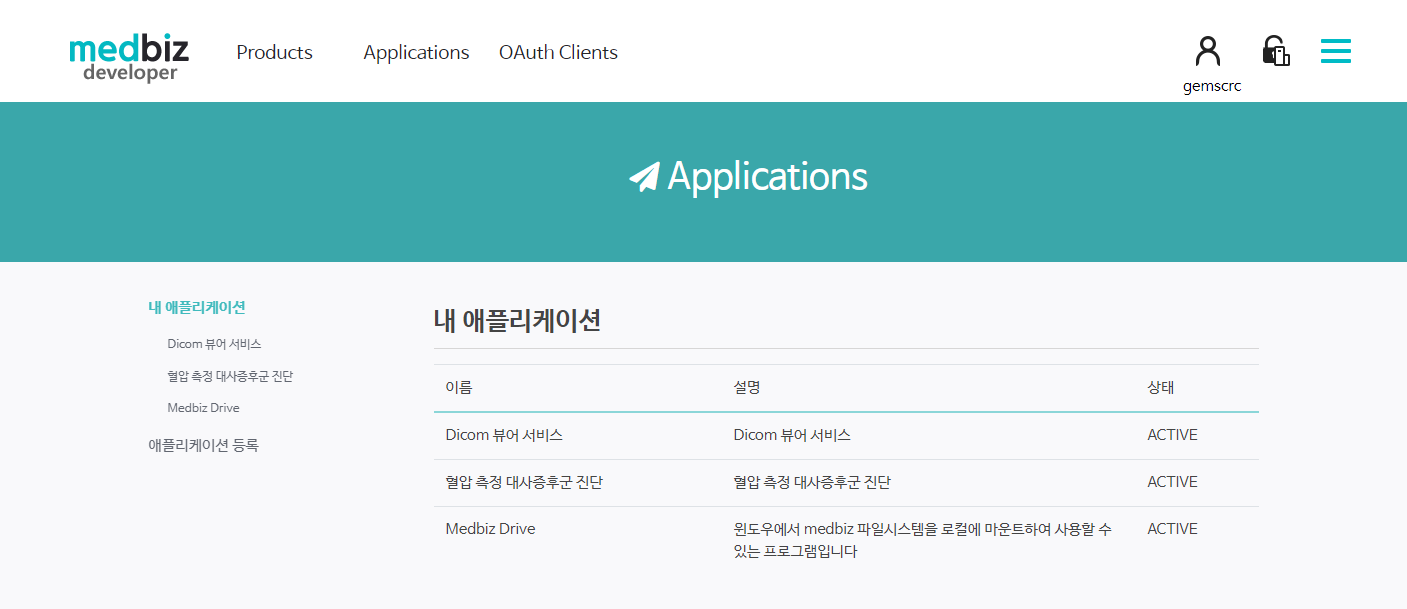 medbiz
developer
Products Applications OAuth Clients
gemscrc
Applications
내 애플리케이션
Dicom 뷰어 서비스
혈압 측정 대사증후군 진단
Medbiz Drive
애플리케이션 등록
내 애플리케이션
이름 설명 상태
Dicom 뷰어 서비스 Dicom 뷰어 서비스 ACTIVE
혈압 측정 대사증후군 진단 혈압 측정 대사증후군 진단 ACTIVE
Medbiz Drive 윈도우에서 medbiz 파일시스템을 로컬에 마운트하여 사용할 수 ACTIVE
있는 프로그램입니다